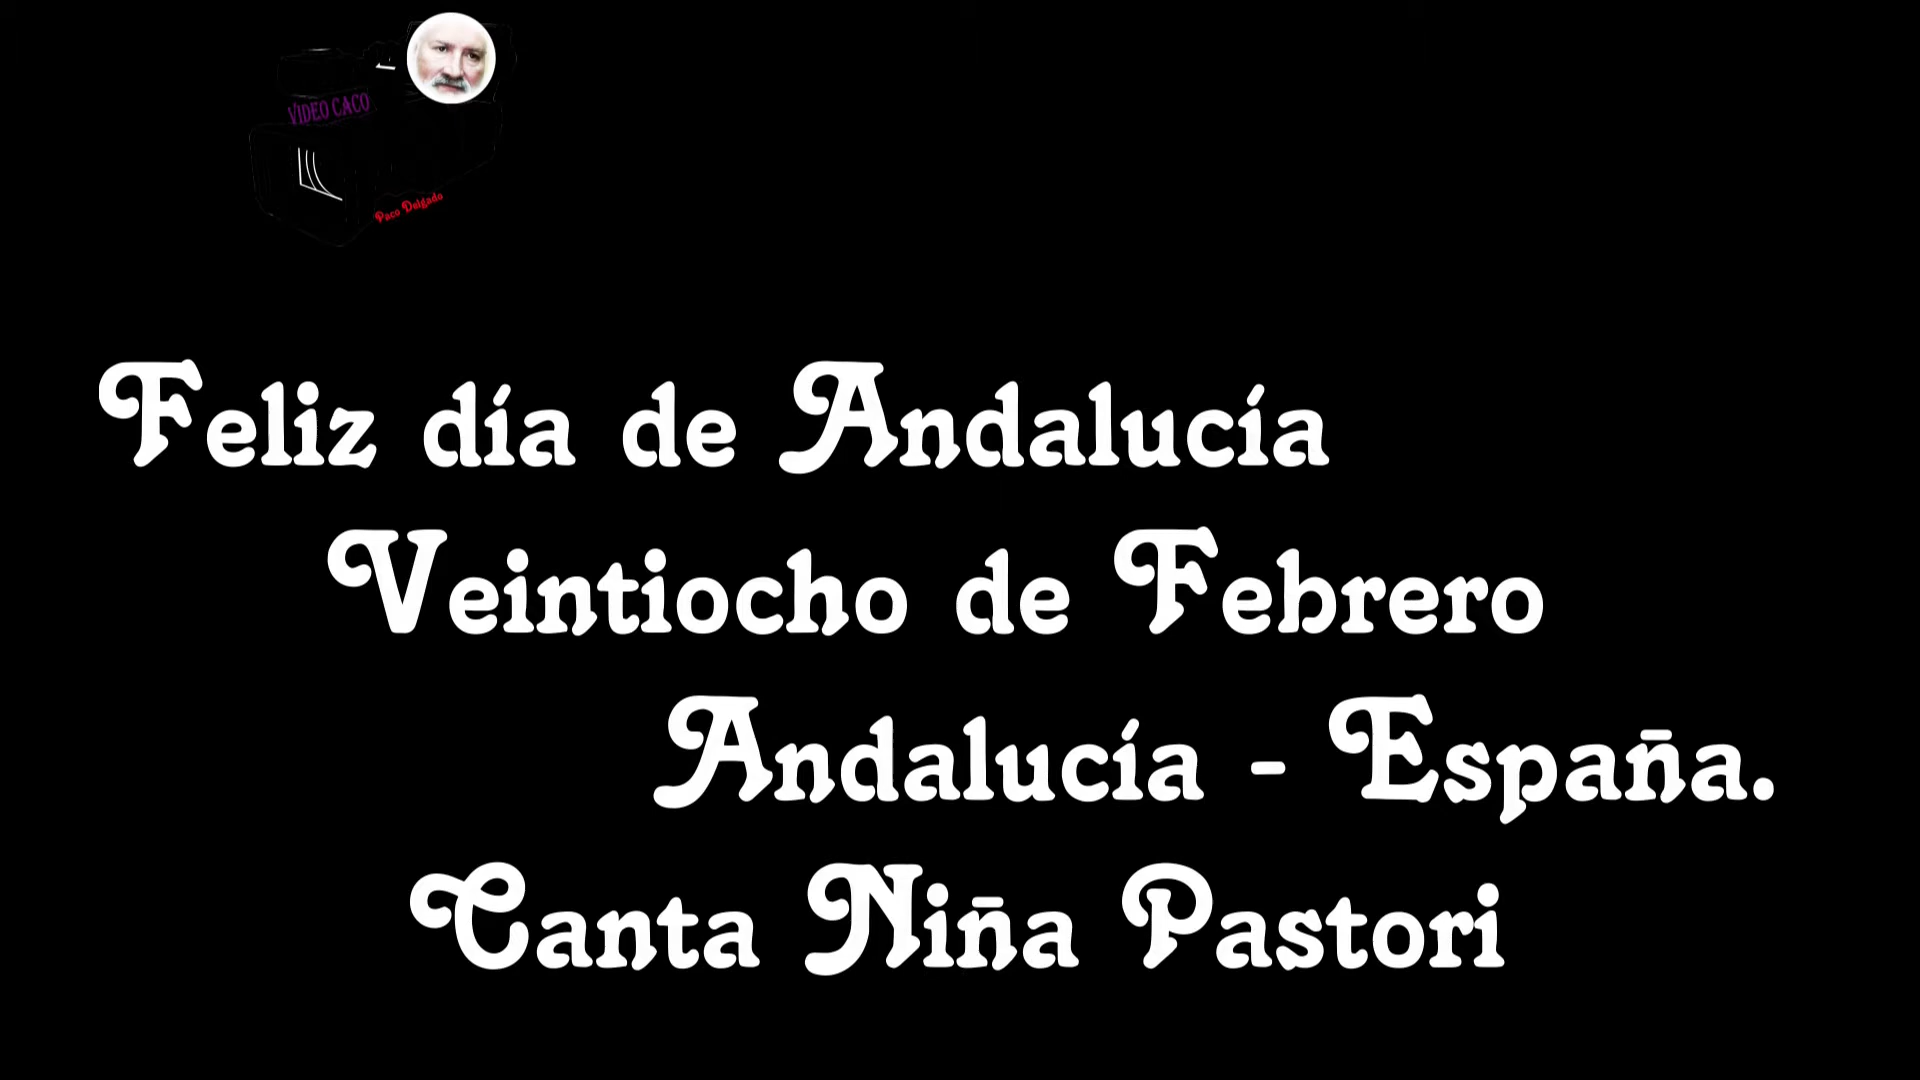 VIDEO CACO
Paco Delgado
Feliz día de Andalucía
Veintiocho de Febrero
Andalucía - España.
Canta Niña Pastori